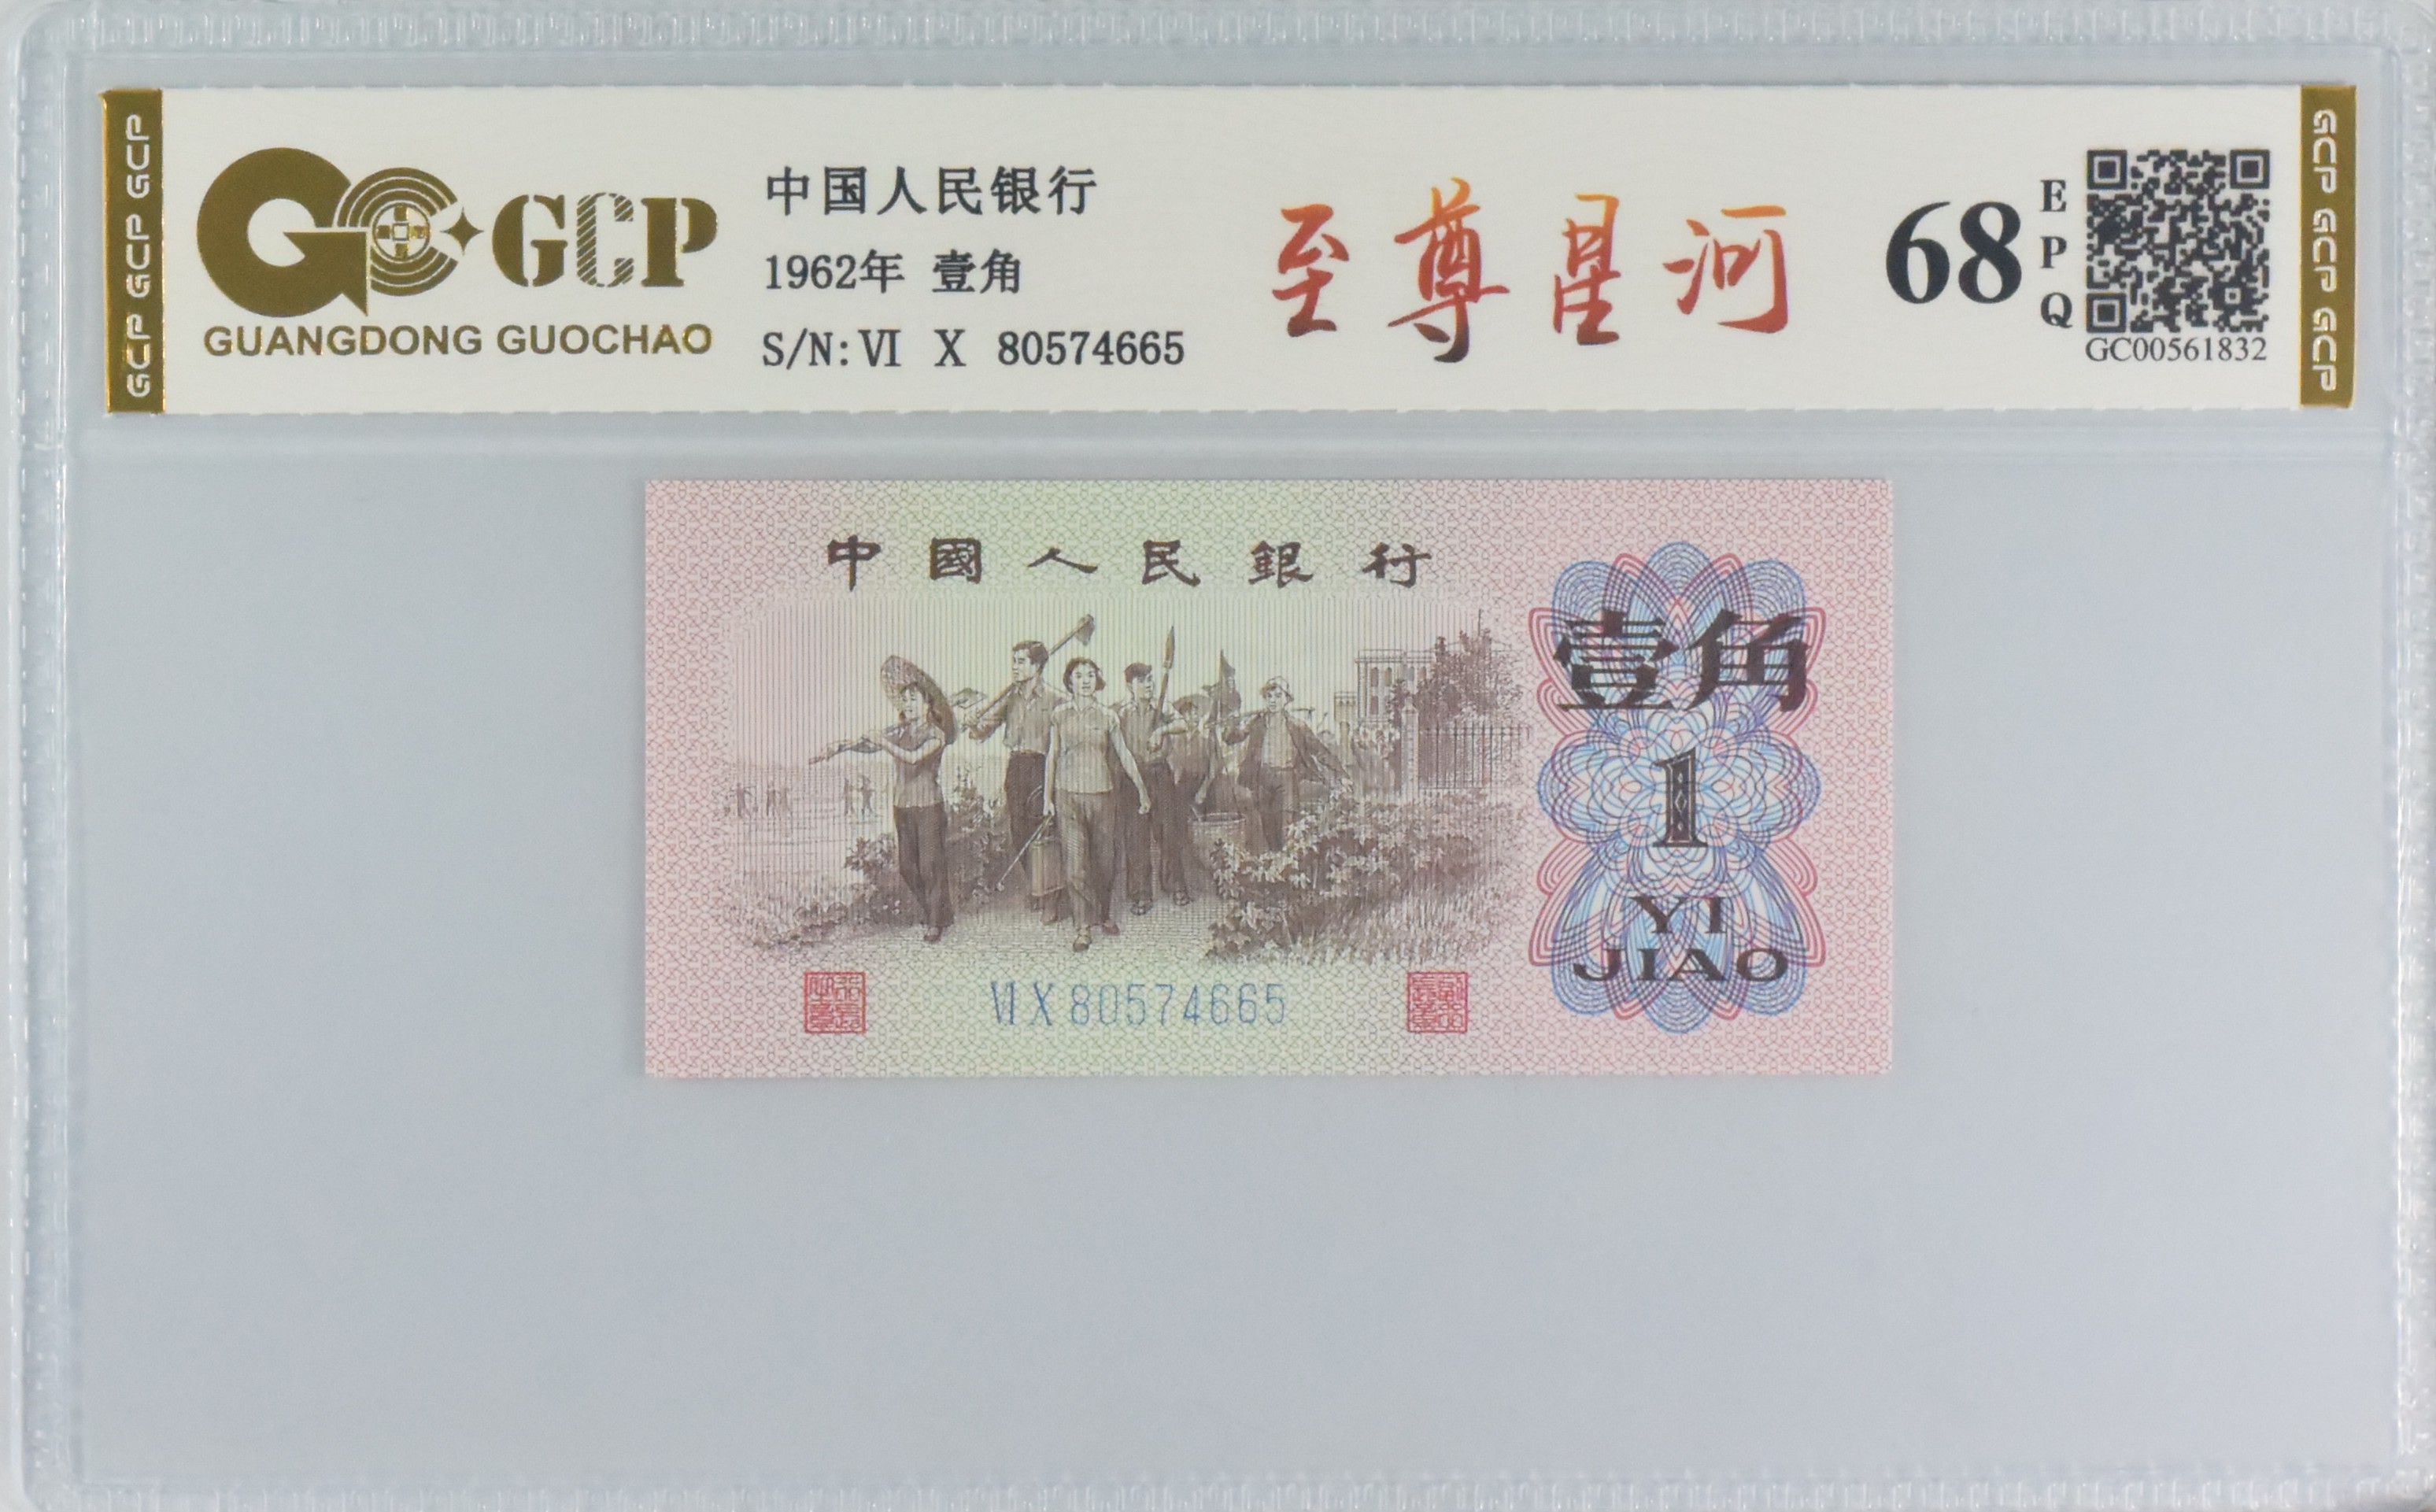 GCP GCP GCP
GCP
GUANGDONG GUOCHAO
中国人民银行
1962年 壹角
S/N: VI X 80574665
至尊星河
68
EPQ
GC00561832
GCP GCP GCP
中國人民銀行
壹角
1
YI
JIAO
VI X 80574665